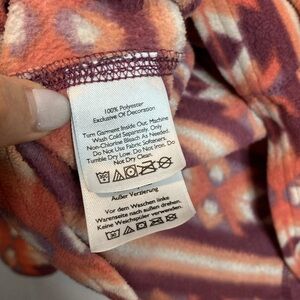 100% Polyester
Exclusive Of Decoration
Turn Garment Inside Out. Machine
Wash Cold Separately. Only
Non-Chlorine Bleach As Needed.
Do Not Use Fabric Softeners.
Tumble Dry Low. Do Not Iron. Do
Not Dry Clean.
Außer Verzierung
Vor dem Waschen linke
Warenseite nach außen drehen.
Keine Weichspüler verwenden.